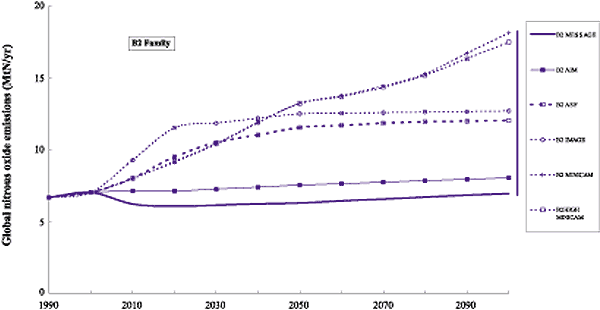 Global nitrous oxide emissions (MtN/yr)
20
15
10
5
0
1990
2010
2030
2050
2070
2090
B2 Family
B2 MESSAGE
B2 AIM
B2 ASF
B2 IMAGE
B2 MINICAM
B2HIGH
MINICAM